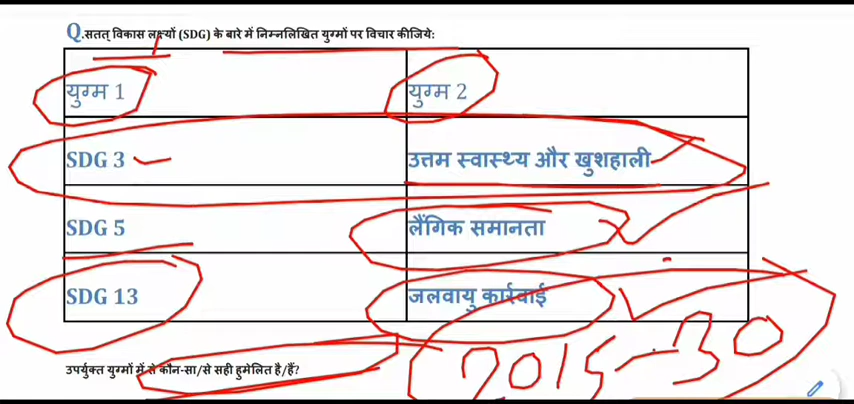 Q.सतत् विकास लक्ष्यों (SDG) के बारे में निम्नलिखित युग्मों पर विचार कीजिये:
युग्म 1 युग्म 2
SDG 3 उत्तम स्वास्थ्य और खुशहाली
SDG 5 लैंगिक समानता
SDG 13 जलवायु कार्रवाई
उपर्युक्त युग्मों में से कौन-सा/से सही हुमेलित है/हैं?
2015-30